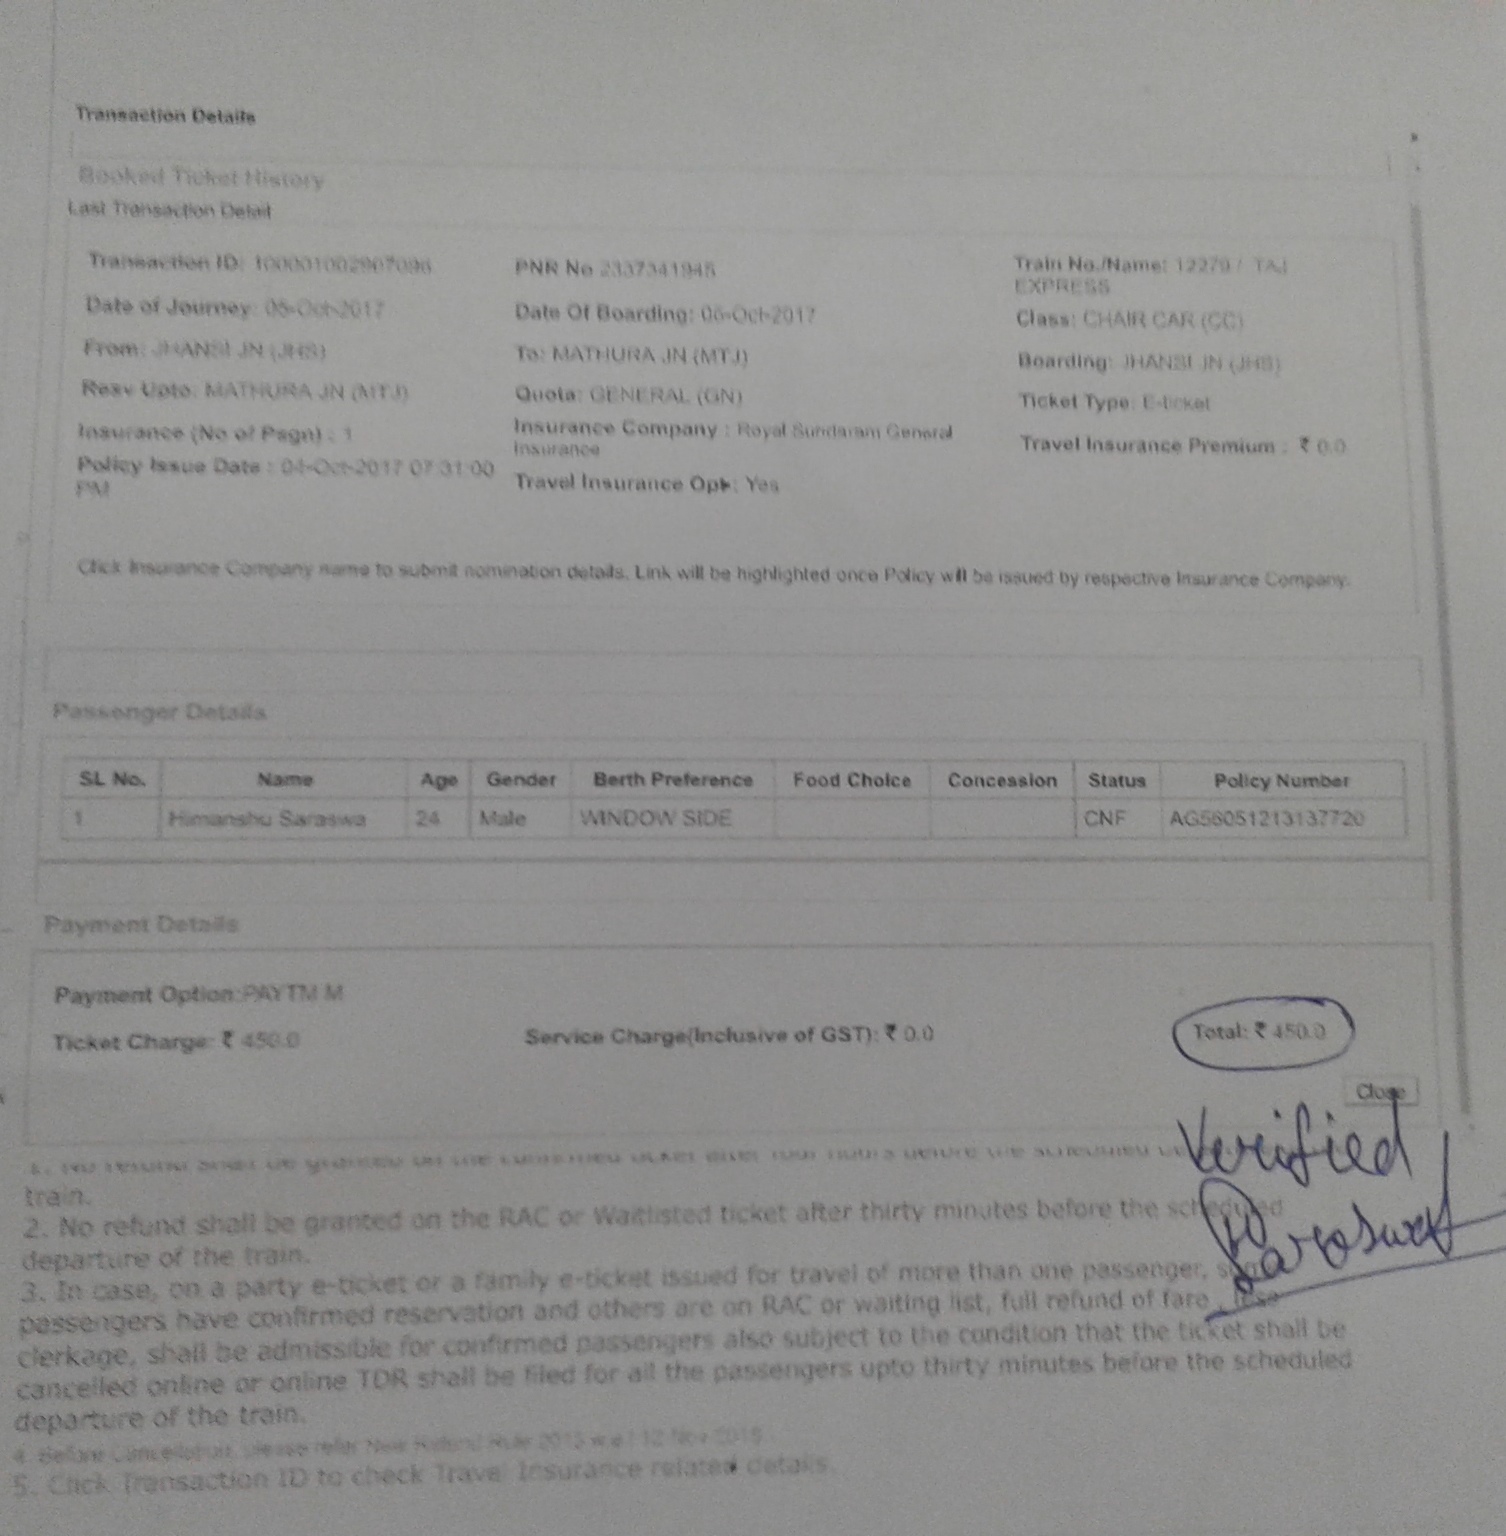 Transaction Details
Booked Ticket History
Last Transaction Detail
Transaction ID: 100001002907096 PNR No 2337341945 Train No./Name: 12279 / TAJ
EXPRESS
Date of Journey: 06-Oct-2017 Date Of Boarding: 06-Oct-2017 Class: CHAIR CAR (CC)
From: JHANSI JN (JHS) To: MATHURA JN (MTJ) Boarding: JHANSI JN (JHS)
Resv Upto: MATHURA JN (MTJ) Quota: GENERAL (GN) Ticket Type: E-ticket
Insurance (No of Psgn) : 1 Insurance Company : Royal Sundaram General
Insurance
Travel Insurance Premium : ₹ 0.0
Policy Issue Date : 04-Oct-2017 07:31:00
PM
Travel Insurance Opt: Yes
Click Insurance Company name to submit nomination details. Link will be highlighted once Policy will be issued by respective Insurance Company.
Passenger Details
SL No. Name Age Gender Berth Preference Food Choice Concession Status Policy Number
1 Himanshu Saraswa 24 Male WINDOW SIDE CNF AG56051213137720
Payment Details
Payment Option:PAYTM M
Ticket Charge: ₹ 450.0 Service Charge(Inclusive of GST): ₹ 0.0 Total: ₹ 450.0
Close
Verified
Saraswat
1. No refund shall be granted on the confirmed ticket after four hours before the scheduled
train.
2. No refund shall be granted on the RAC or Waitlisted ticket after thirty minutes before the scheduled
departure of the train.
3. In case, on a party e-ticket or a family e-ticket issued for travel of more than one passenger, some
passengers have confirmed reservation and others are on RAC or waiting list, full refund of fare , less
clerkage, shall be admissible for confirmed passengers also subject to the condition that the ticket shall be
cancelled online or online TDR shall be filed for all the passengers upto thirty minutes before the scheduled
departure of the train.
4. Before Cancellation, please refer New Refund Rule 2015 w.e.f 12-Nov-2015.
5. Click Transaction ID to check Travel Insurance related details.